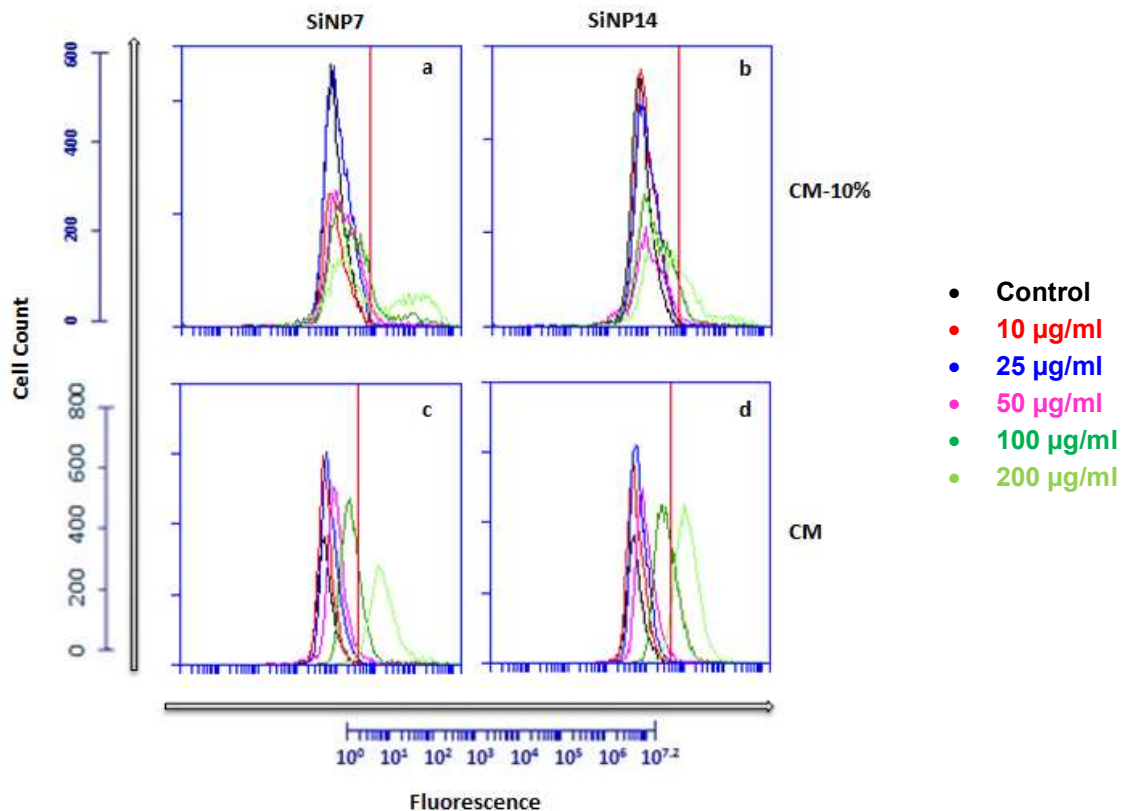 SiNP7 SiNP14
Cell Count
600
400
200
0
a
b
CM-10%
800
600
400
200
0
c
d
CM
• Control
• 10 µg/ml
• 25 µg/ml
• 50 µg/ml
• 100 µg/ml
• 200 µg/ml
10⁰ 10¹ 10² 10³ 10⁴ 10⁵ 10⁶ 10⁷·²
Fluorescence